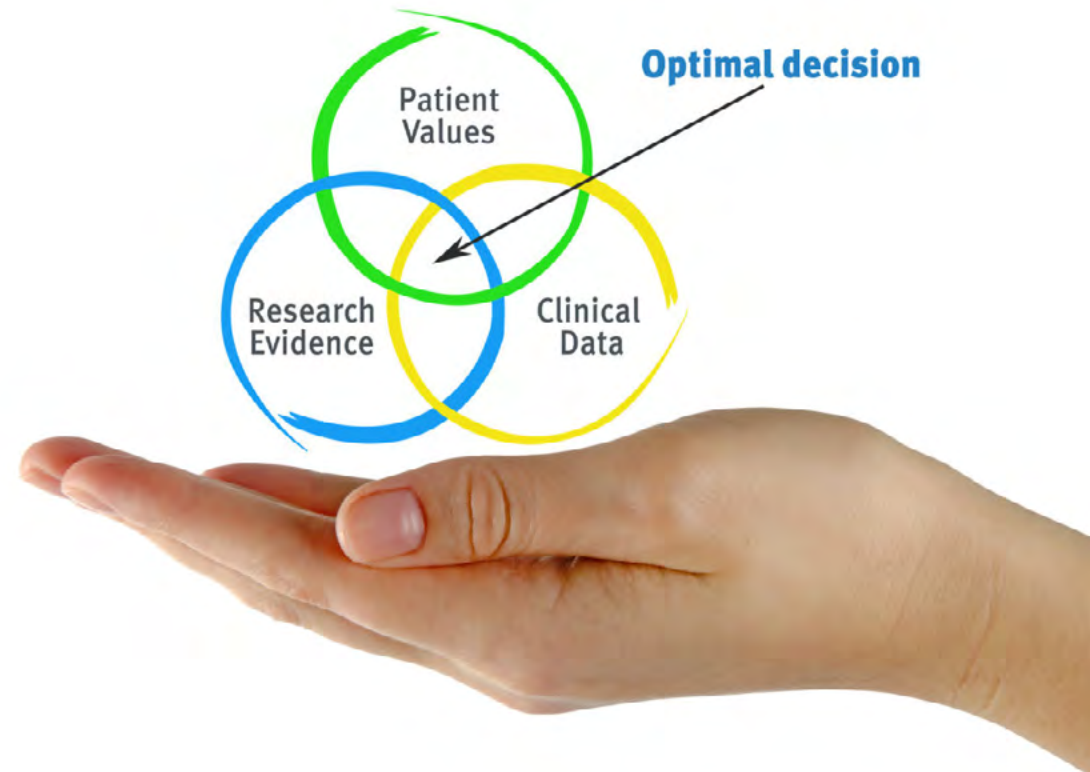 Optimal decision
Patient
Values
Research
Evidence
Clinical
Data